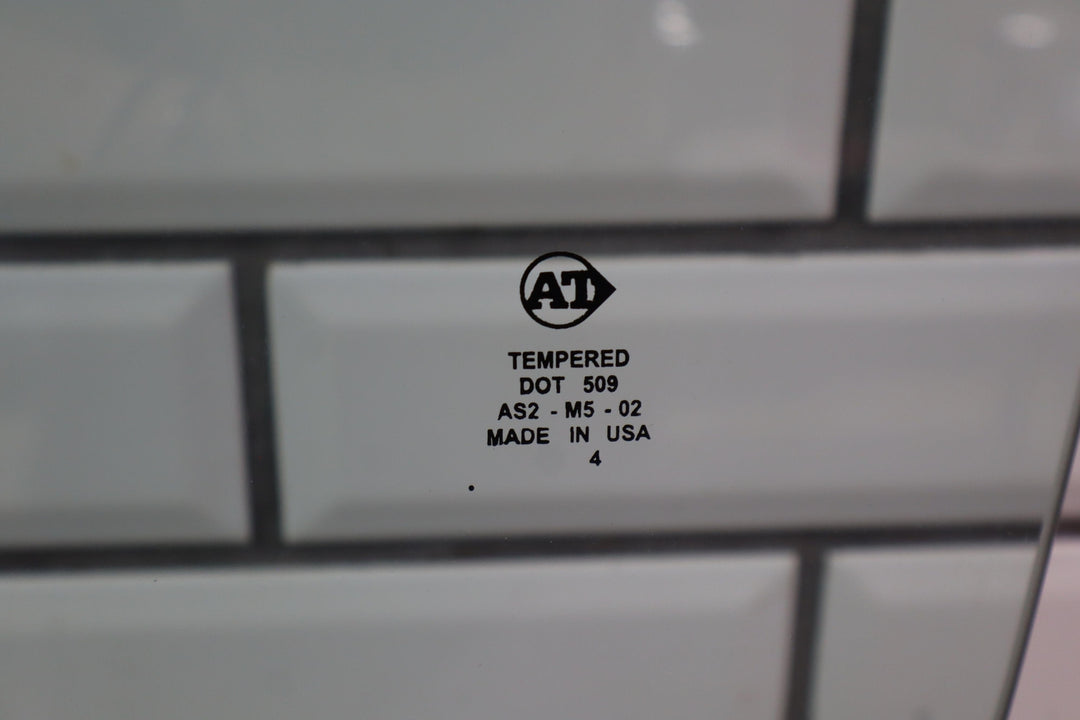 AT
TEMPERED
DOT 509
AS2 - M5 - 02
MADE IN USA
4